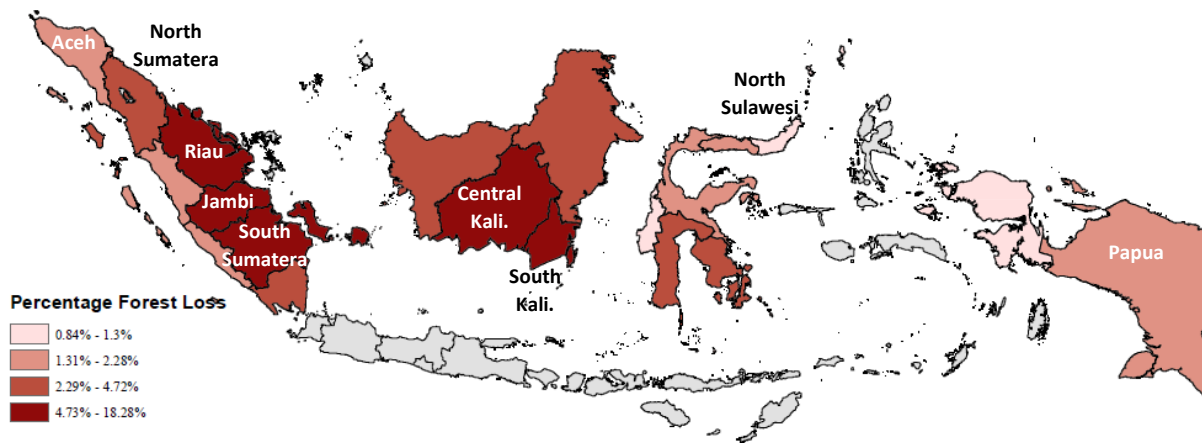 Aceh
North
Sumatera
Riau
Jambi
South
Sumatera
Central
Kali.
South
Kali.
North
Sulawesi
Papua
Percentage Forest Loss
0.84% - 1.3%
1.31% - 2.28%
2.29% - 4.72%
4.73% - 18.28%